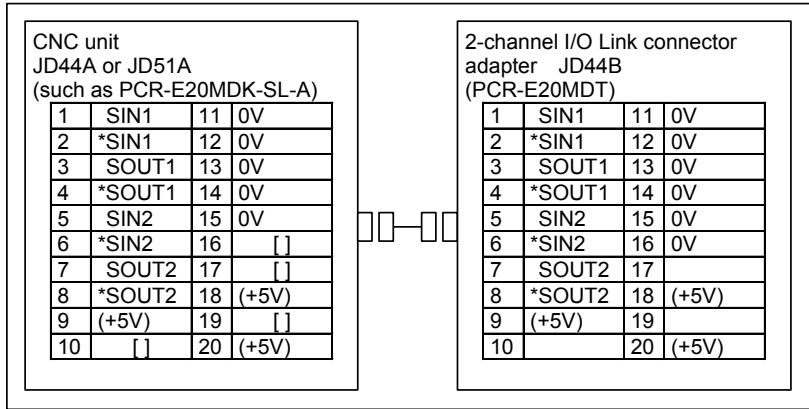 CNC unit
JD44A or JD51A
(such as PCR-E20MDK-SL-A)
1 SIN1 11 0V
2 *SIN1 12 0V
3 SOUT1 13 0V
4 *SOUT1 14 0V
5 SIN2 15 0V
6 *SIN2 16 [ ]
7 SOUT2 17 [ ]
8 *SOUT2 18 (+5V)
9 (+5V) 19 [ ]
10 [ ] 20 (+5V)
2-channel I/O Link connector
adapter JD44B
(PCR-E20MDT)
1 SIN1 11 0V
2 *SIN1 12 0V
3 SOUT1 13 0V
4 *SOUT1 14 0V
5 SIN2 15 0V
6 *SIN2 16 0V
7 SOUT2 17
8 *SOUT2 18 (+5V)
9 (+5V) 19
10 20 (+5V)